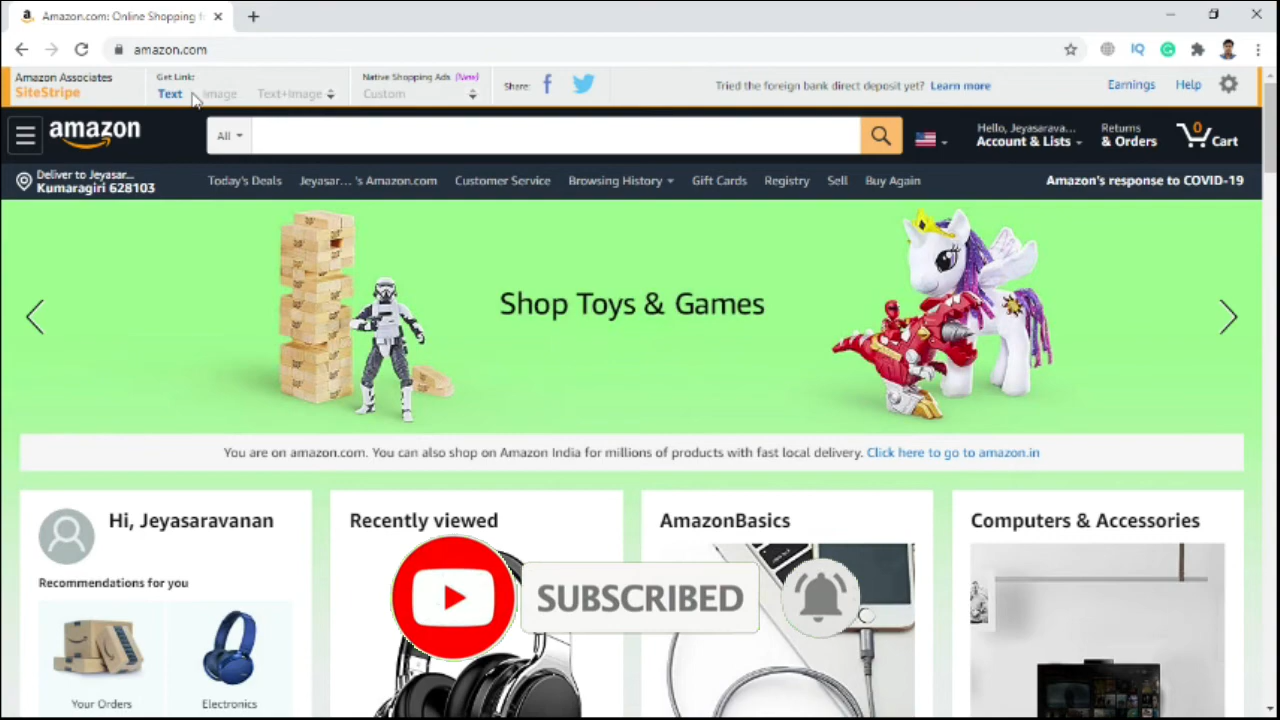 Amazon.com: Online Shopping f
amazon.com
Amazon Associates
SiteStripe
Get Link:
Text Image Text+Image
Native Shopping Ads (New)
Custom
Share:
Tried the foreign bank direct deposit yet? Learn more
Earnings Help
amazon
All
Hello, Jeyasarava...
Account & Lists
Returns
& Orders
0
Cart
Deliver to Jeyasar...
Kumaragiri 628103
Today's Deals Jeyasar... 's Amazon.com Customer Service Browsing History Gift Cards Registry Sell Buy Again
Amazon's response to COVID-19
Shop Toys & Games
You are on amazon.com. You can also shop on Amazon India for millions of products with fast local delivery. Click here to go to amazon.in
Hi, Jeyasaravanan
Recommendations for you
Your Orders
Electronics
Recently viewed
AmazonBasics
Computers & Accessories
SUBSCRIBED